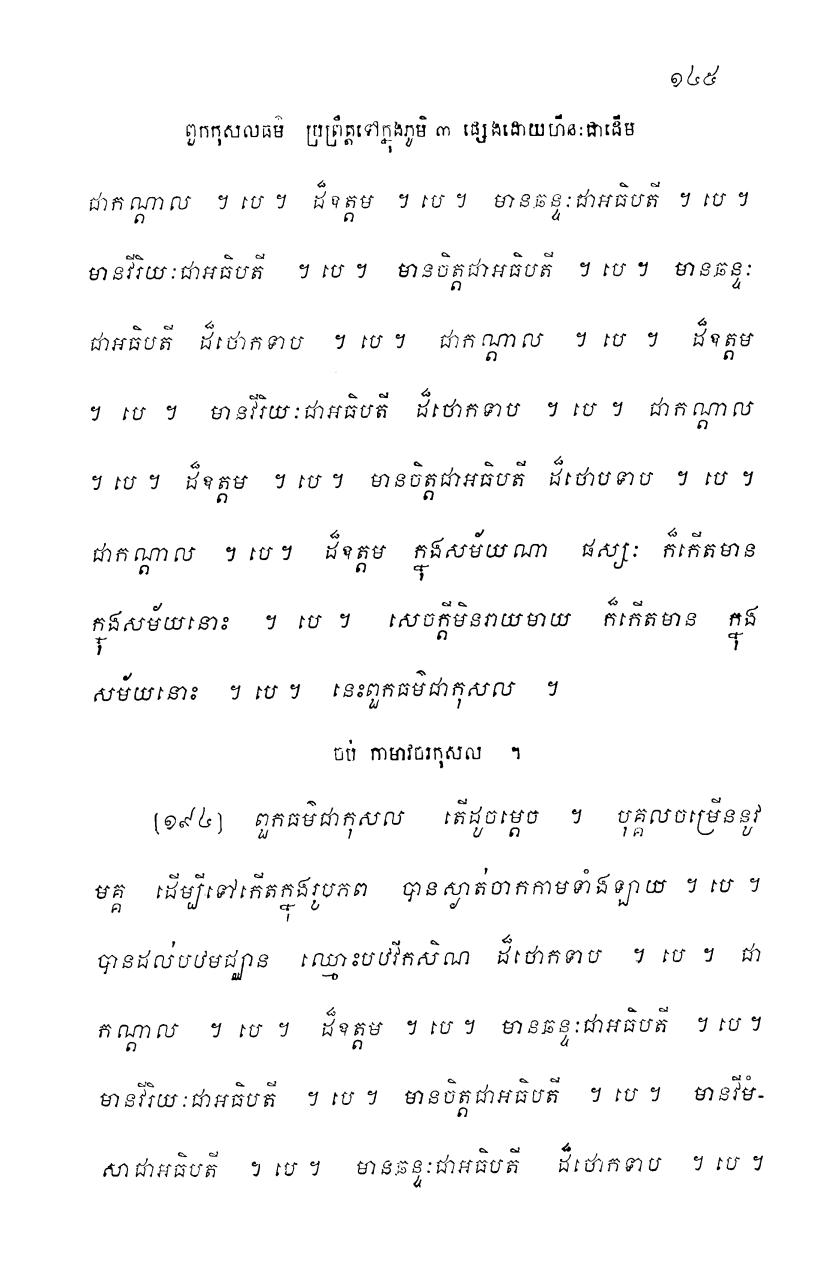 ១៤៥
ពួកកុសលធម៌ ប្រព្រឹត្តទៅក្នុងភូមិ ៣ ផ្សេងដោយហីនៈជាដើម
ជាកណ្តាល ។ បេ ។ ដ៏ឧត្តម ។ បេ ។ មានឆន្ទៈជាអធិបតី ។ បេ ។
មានវីរិយៈជាអធិបតី ។ បេ ។ មានចិត្តជាអធិបតី ។ បេ ។ មានឆន្ទៈ
ជាអធិបតី ដ៏ថោកទាប ។ បេ ។ ជាកណ្តាល ។ បេ ។ ដ៏ឧត្តម
។ បេ ។ មានវីរិយៈជាអធិបតី ដ៏ថោកទាប ។ បេ ។ ជាកណ្តាល
។ បេ ។ ដ៏ឧត្តម ។ បេ ។ មានចិត្តជាអធិបតី ដ៏ថោបទាប ។ បេ ។
ជាកណ្តាល ។ បេ ។ ដ៏ឧត្តម ក្នុងសម័យណា ផស្សៈ ក៏កើតមាន
ក្នុងសម័យនោះ ។ បេ ។ សេចក្តីមិនរាយមាយ ក៏កើតមាន ក្នុង
សម័យនោះ ។ បេ ។ នេះពួកធម៌ជាកុសល ។
ចប់ កាមាវចរកុសល ។
(១៩៤) ពួកធម៌ជាកុសល តើដូចម្តេច ។ បុគ្គលចម្រើននូវ
មគ្គ ដើម្បីទៅកើតក្នុងរូបភព បានស្ងាត់ចាកកាមទាំងឡាយ ។ បេ ។
បានដល់បឋមជ្ឈាន ឈ្មោះបឋវីកសិណ ដ៏ថោកទាប ។ បេ ។ ជា
កណ្តាល ។ បេ ។ ដ៏ឧត្តម ។ បេ ។ មានឆន្ទៈជាអធិបតី ។ បេ ។
មានវីរិយៈជាអធិបតី ។ បេ ។ មានចិត្តជាអធិបតី ។ បេ ។ មានវីមំ-
សាជាអធិបតី ។ បេ ។ មានឆន្ទៈជាអធិបតី ដ៏ថោកទាប ។ បេ ។